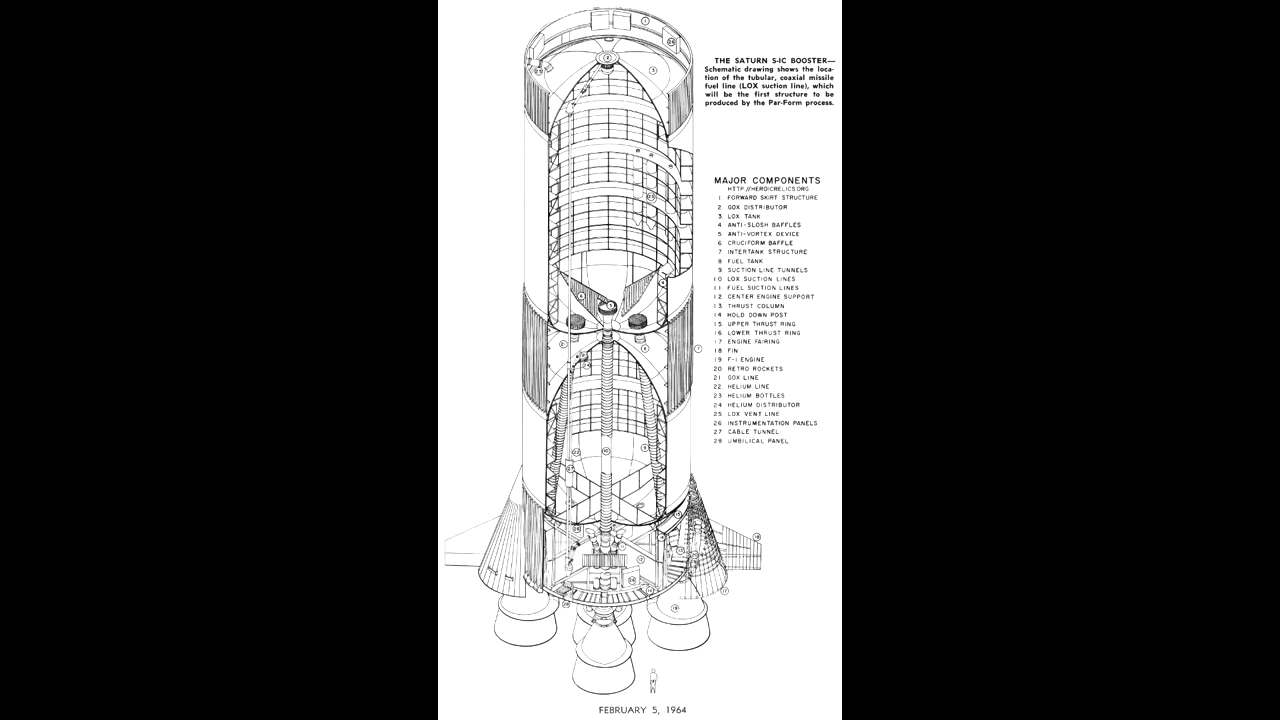 THE SATURN S-IC BOOSTER—
Schematic drawing shows the loca-
tion of the tubular, coaxial missile
fuel line (LOX suction line), which
will be the first structure to be
produced by the Par-Form process.
MAJOR COMPONENTS
HTTP://HEROICRELICS.ORG
1. FORWARD SKIRT STRUCTURE
2. GOX DISTRIBUTOR
3. LOX TANK
4 ANTI-SLOSH BAFFLES
5 ANTI-VORTEX DEVICE
6 CRUCIFORM BAFFLE
7 INTERTANK STRUCTURE
8 FUEL TANK
9 SUCTION LINE TUNNELS
10 LOX SUCTION LINES
11 FUEL SUCTION LINES
12 CENTER ENGINE SUPPORT
13. THRUST COLUMN
14 HOLD DOWN POST
15 UPPER THRUST RING
16. LOWER THRUST RING
17 ENGINE FAIRING
18 FIN
19 F-1 ENGINE
20 RETRO ROCKETS
21 GOX LINE
22. HELIUM LINE
23 HELIUM BOTTLES
24 HELIUM DISTRIBUTOR
25 LOX VENT LINE
26 INSTRUMENTATION PANELS
27 CABLE TUNNEL
28 UMBILICAL PANEL
FEBRUARY 5, 1964